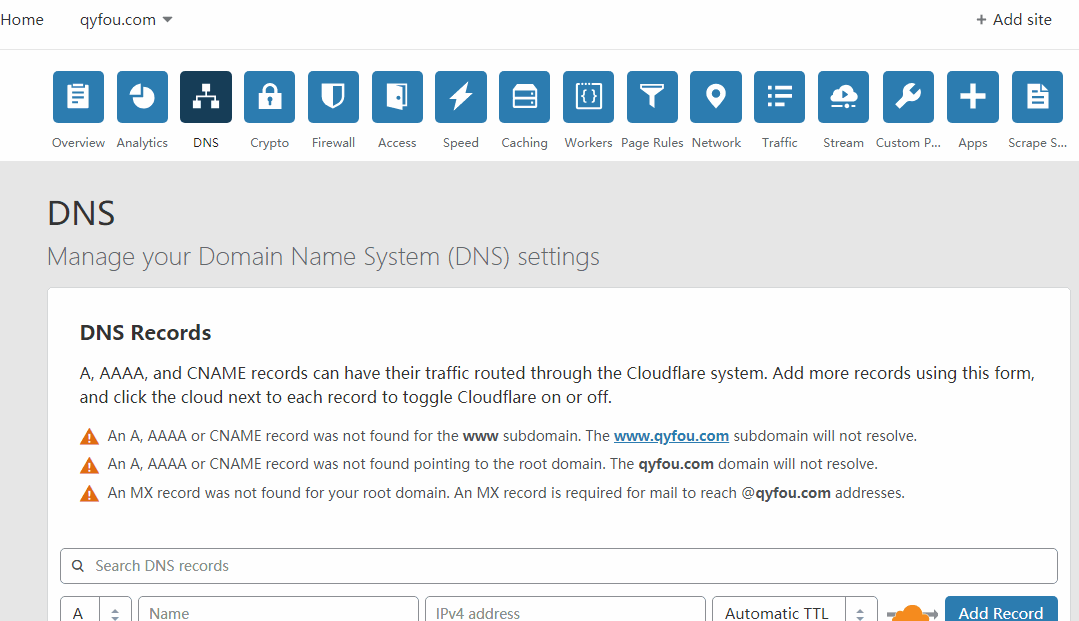 Home qyfou.com + Add site
Overview Analytics DNS Crypto Firewall Access Speed Caching Workers Page Rules Network Traffic Stream Custom P... Apps Scrape S...
DNS
Manage your Domain Name System (DNS) settings
DNS Records
A, AAAA, and CNAME records can have their traffic routed through the Cloudflare system. Add more records using this form,
and click the cloud next to each record to toggle Cloudflare on or off.
An A, AAAA or CNAME record was not found for the www subdomain. The www.qyfou.com subdomain will not resolve.
An A, AAAA or CNAME record was not found pointing to the root domain. The qyfou.com domain will not resolve.
An MX record was not found for your root domain. An MX record is required for mail to reach @qyfou.com addresses.
Search DNS records
A Name IPv4 address Automatic TTL Add Record